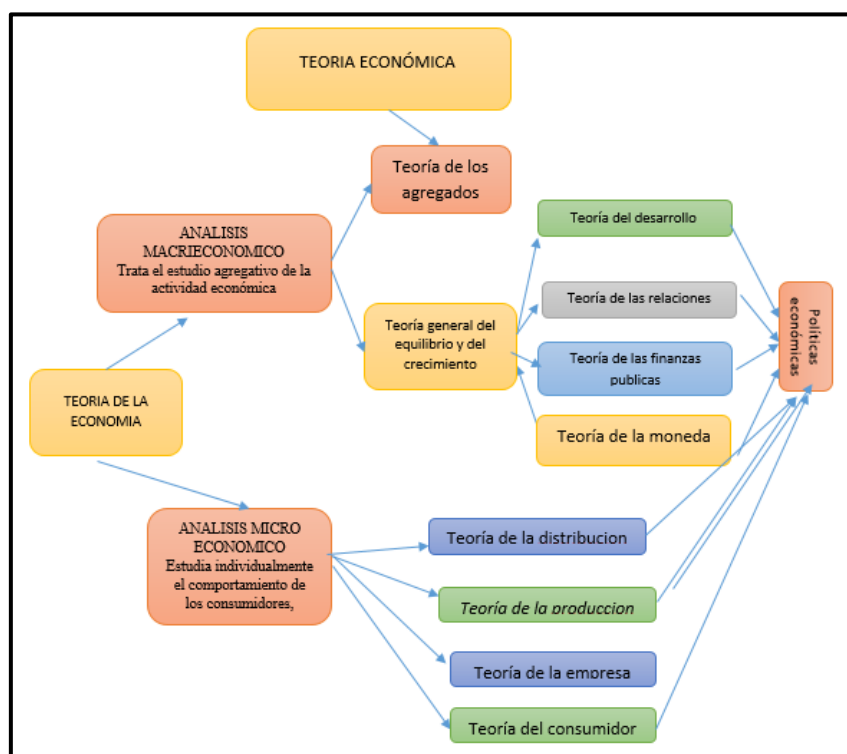 TEORIA ECONÓMICA
Teoría de los
agregados
ANALISIS
MACRIECONOMICO
Trata el estudio agregativo de la
actividad económica
Teoría del desarrollo
Teoría de las relaciones
Teoría general del
equilibrio y del
crecimiento
Teoría de las finanzas
publicas
Políticas
económicas
TEORIA DE LA
ECONOMIA
Teoría de la moneda
ANALISIS MICRO
ECONOMICO
Estudia individualmente
el comportamiento de
los consumidores,
Teoría de la distribucion
Teoría de la produccion
Teoría de la empresa
Teoría del consumidor